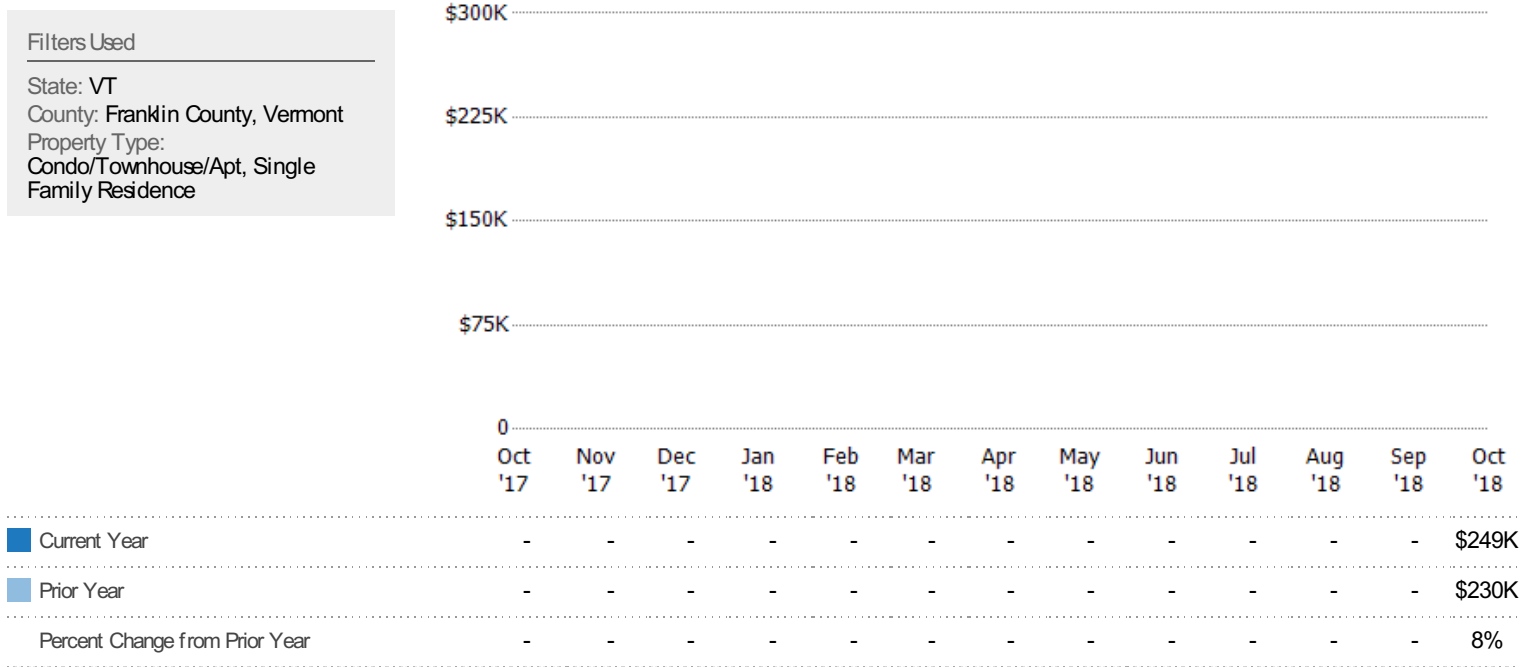 Filters Used
State: VT
County: Franklin County, Vermont
Property Type:
Condo/Townhouse/Apt, Single
Family Residence
$300K
$225K
$150K
$75K
0
Oct Nov Dec Jan Feb Mar Apr May Jun Jul Aug Sep Oct
'17 '17 '17 '18 '18 '18 '18 '18 '18 '18 '18 '18 '18
Current Year - - - - - - - - - - - - $249K
Prior Year - - - - - - - - - - - - $230K
Percent Change from Prior Year - - - - - - - - - - - - 8%